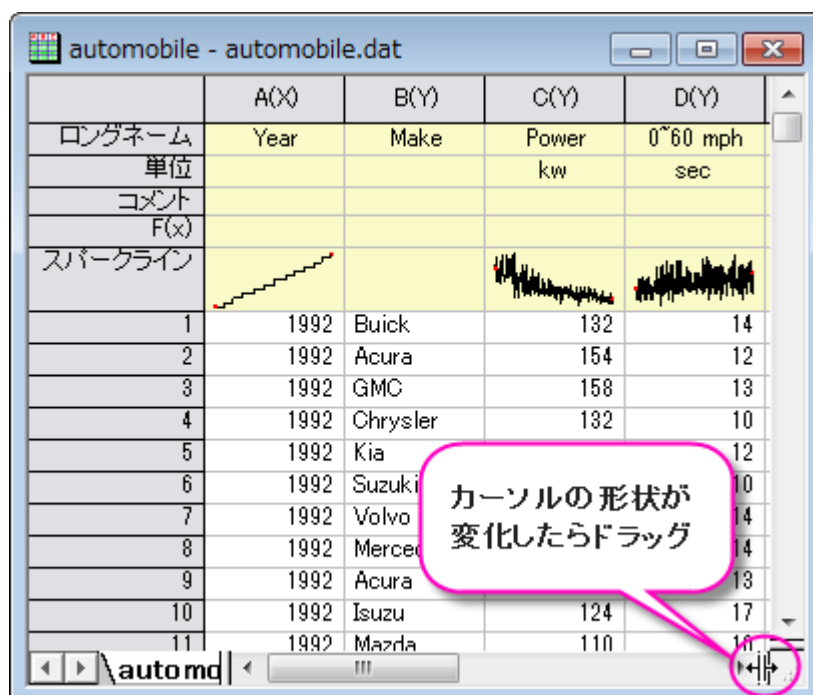 automobile - automobile.dat
A(X) B(Y) C(Y) D(Y)
ロングネーム Year Make Power 0~60 mph
単位 kw sec
コメント
F(x)
スパークライン
1 1992 Buick 132 14
2 1992 Acura 154 12
3 1992 GMC 158 13
4 1992 Chrysler 132 10
5 1992 Kia 12
6 1992 Suzuki 10
7 1992 Volvo 14
8 1992 14
9 1992 Acura 13
10 1992 Isuzu 124 17
11 1992 Mazda 110
カーソルの形状が
変化したらドラッグ
automo